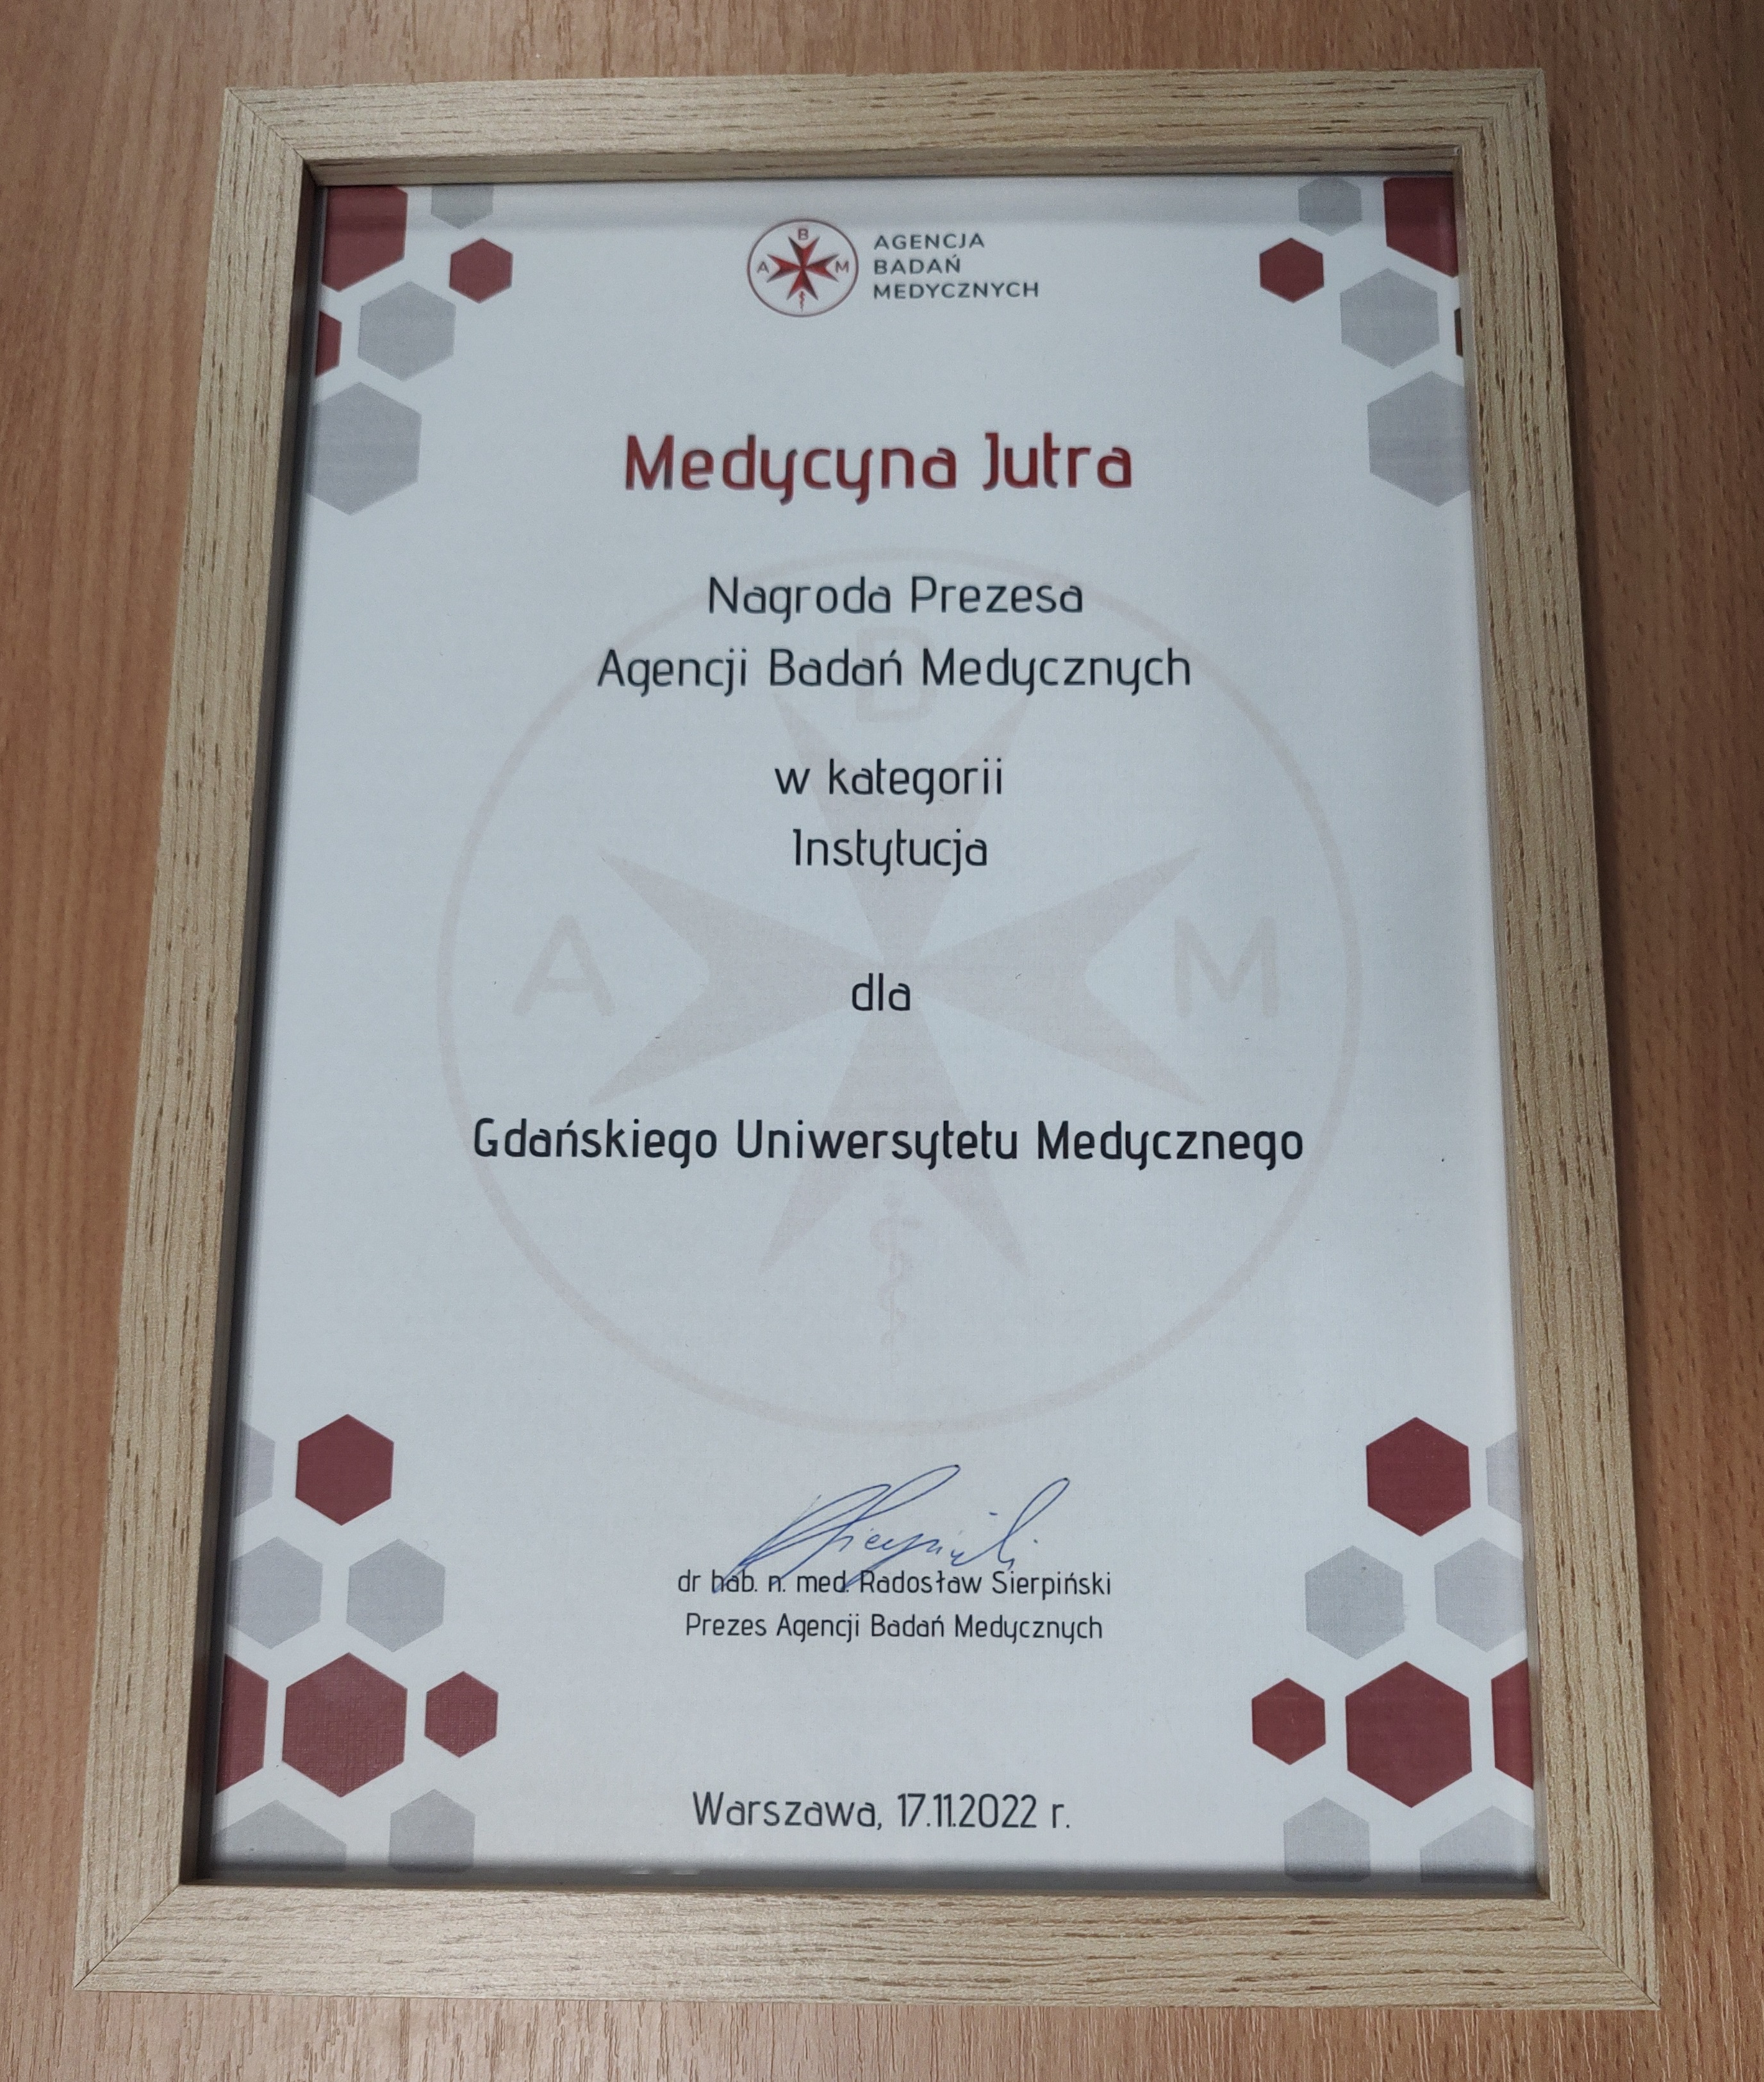 B
A M
AGENCJA
BADAŃ
MEDYCZNYCH
Medycyna Jutra
Nagroda Prezesa
Agencji Badań Medycznych
w kategorii
Instytucja
dla
Gdańskiego Uniwersytetu Medycznego
dr hab. n. med. Radosław Sierpiński
Prezes Agencji Badań Medycznych
Warszawa, 17.11.2022 r.
B
A M